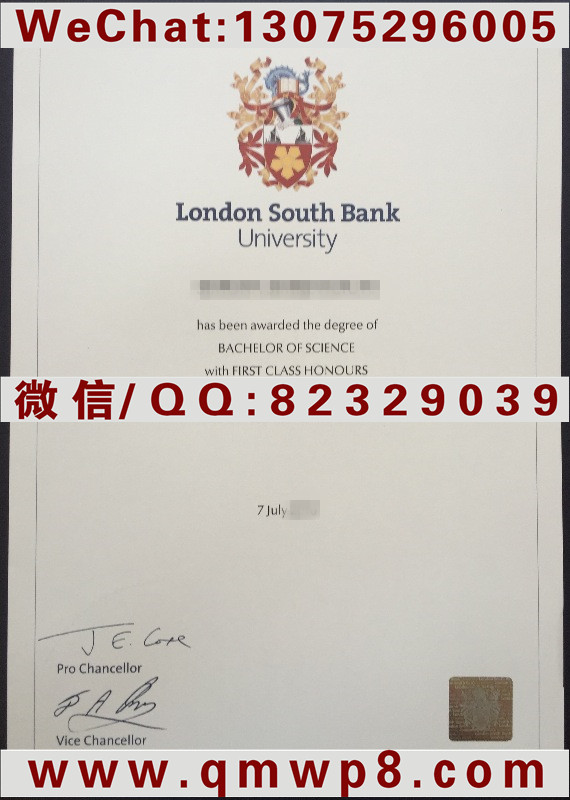 WeChat:13075296005
London South Bank
University
has been awarded the degree of
BACHELOR OF SCIENCE
with FIRST CLASS HONOURS
微信/QQ:82329039
7 July
J E. Cope
Pro Chancellor
Vice Chancellor
www.qmwp8.com